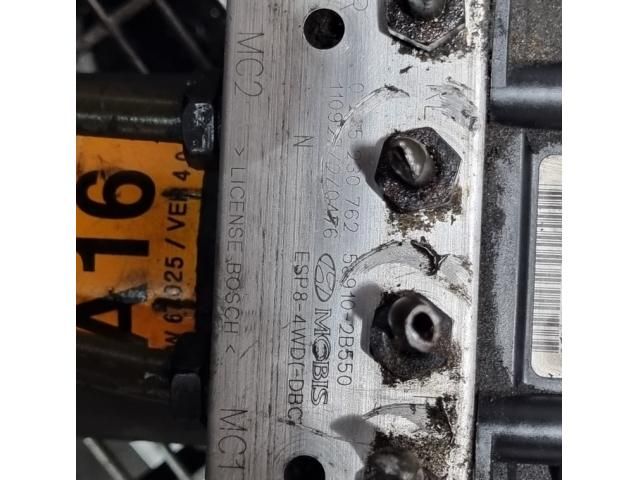 MC2
MC1
0 265 230 762 58910-2B550
N
MOBIS
ESP8-4WD(-DBC)
> LICENSE BOSCH <
A16